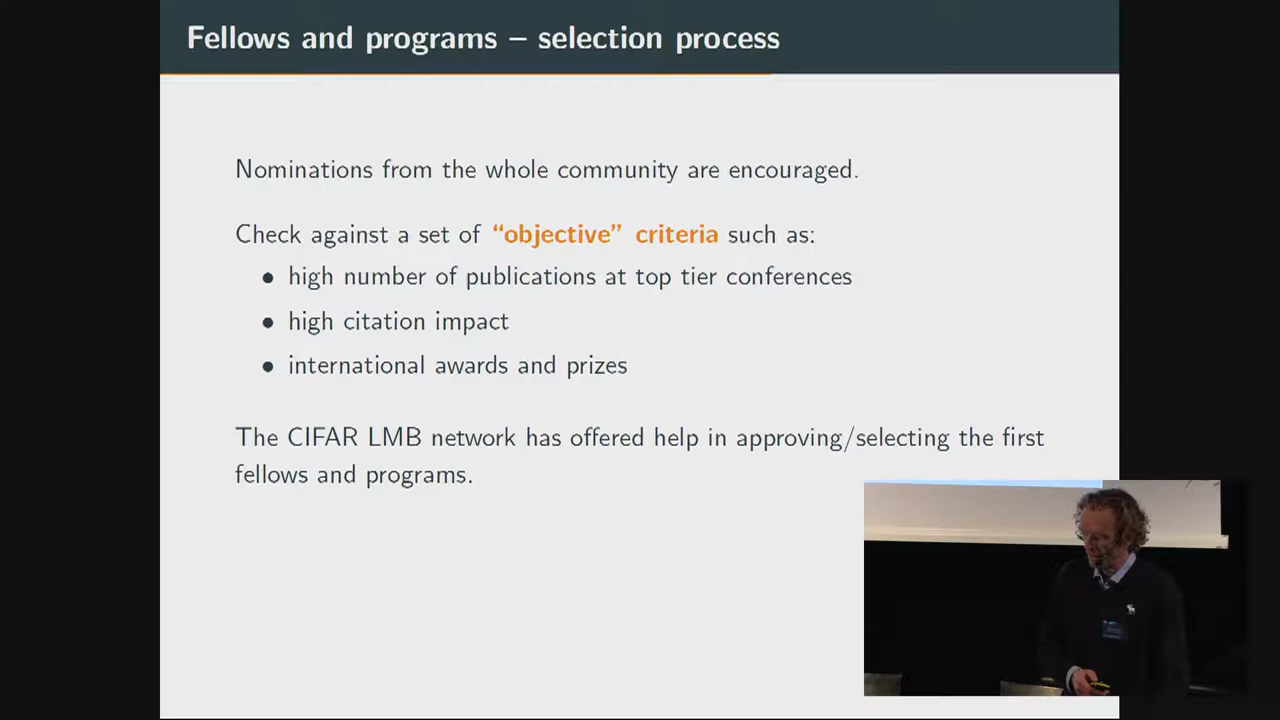 Fellows and programs – selection process
Nominations from the whole community are encouraged.
Check against a set of “objective” criteria such as:
• high number of publications at top tier conferences
• high citation impact
• international awards and prizes
The CIFAR LMB network has offered help in approving/selecting the first
fellows and programs.